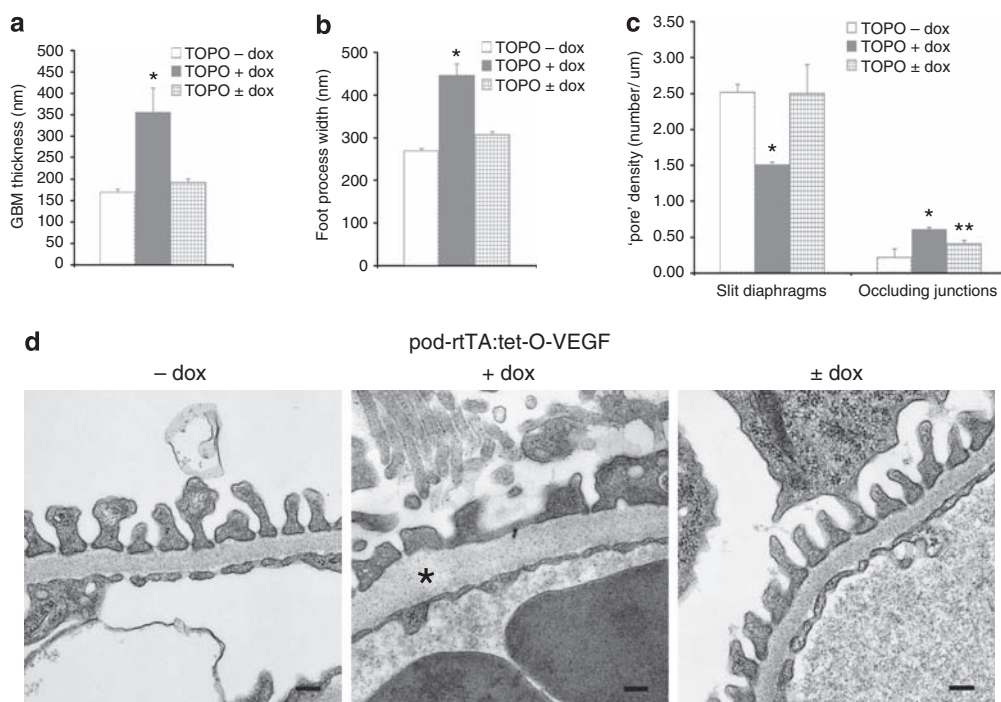 a
GBM thickness (nm)
500
450
400
350
300
250
200
150
100
50
0
*
TOPO – dox
TOPO + dox
TOPO ± dox
b
Foot process width (nm)
500
400
300
200
100
0
*
TOPO – dox
TOPO + dox
TOPO ± dox
c
'pore' density (number/ um)
3.50
3.00
2.50
2.00
1.50
1.00
0.50
0.00
*
*
**
TOPO – dox
TOPO + dox
TOPO ± dox
Slit diaphragms
Occluding junctions
d
pod-rtTA:tet-O-VEGF
– dox
+ dox
± dox
*